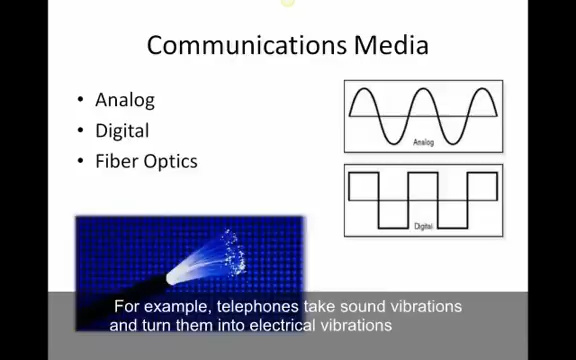 Communications Media
• Analog
• Digital
• Fiber Optics
Analog
Digital
For example, telephones take sound vibrations
and turn them into electrical vibrations